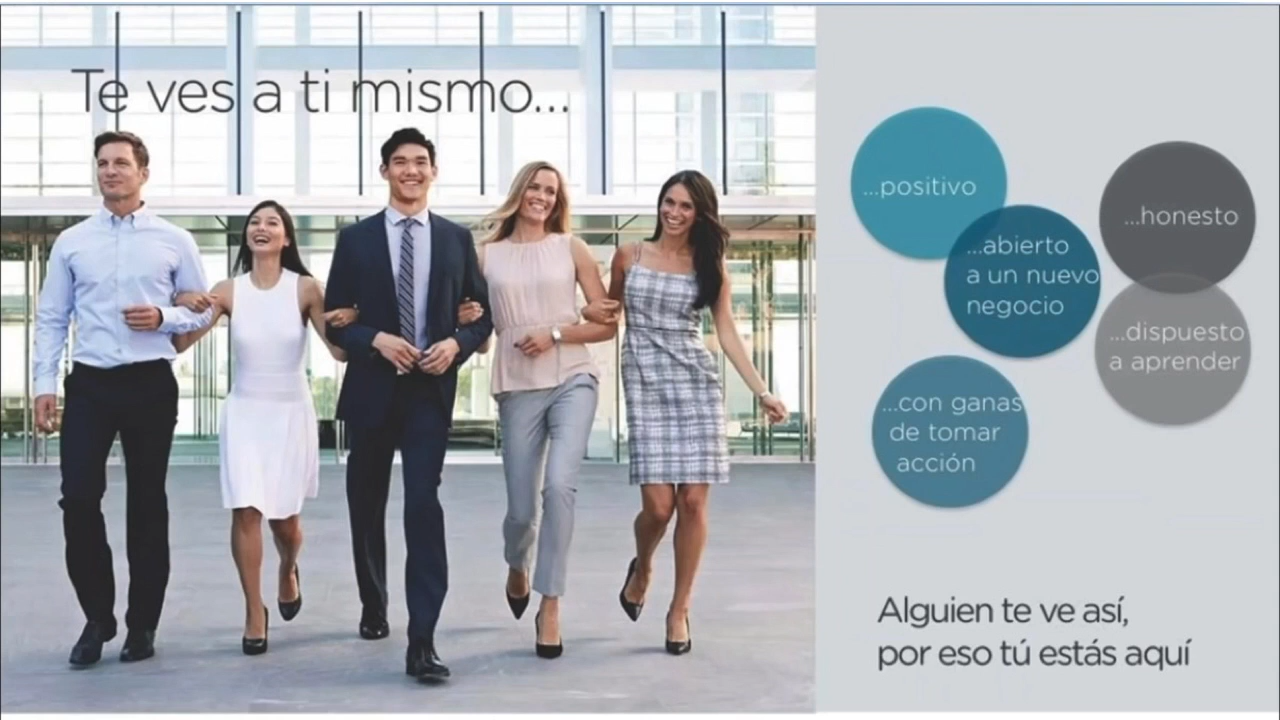 Te ves a ti mismo...
...positivo
...abierto
a un nuevo
negocio
...honesto
...dispuesto
a aprender
...con ganas
de tomar
acción
Alguien te ve así,
por eso tú estás aquí